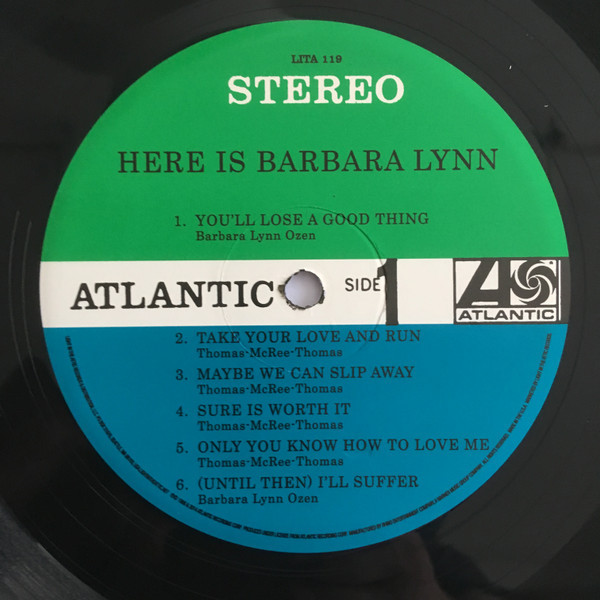 LITA 119
STEREO
HERE IS BARBARA LYNN
1. YOU'LL LOSE A GOOD THING
Barbara Lynn Ozen
ATLANTIC
SIDE 1
ATLANTIC
2. TAKE YOUR LOVE AND RUN
Thomas-McRee-Thomas
3. MAYBE WE CAN SLIP AWAY
Thomas-McRee-Thomas
4. SURE IS WORTH IT
Thomas-McRee-Thomas
5. ONLY YOU KNOW HOW TO LOVE ME
Thomas-McRee-Thomas
6. (UNTIL THEN) I'LL SUFFER
Barbara Lynn Ozen